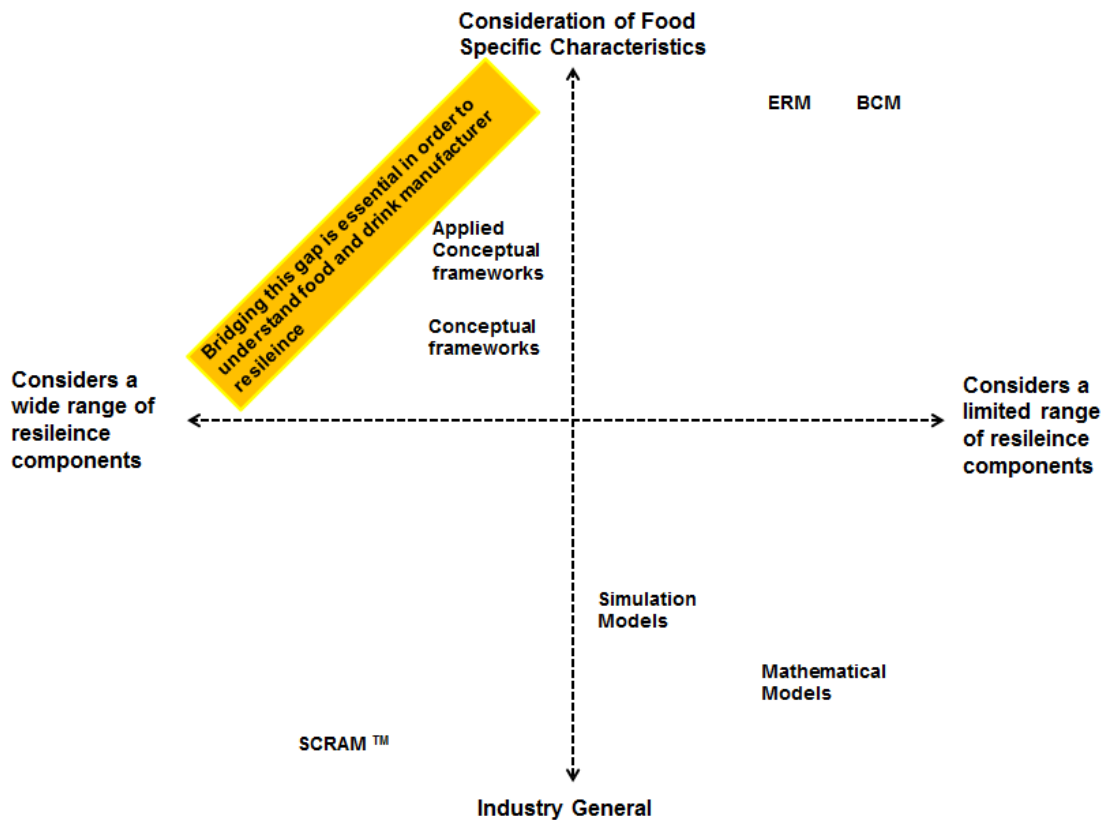 Consideration of Food
Specific Characteristics
ERM
BCM
Bridging this gap is essential in order to
understand food and drink manufacturer
resileince
Applied
Conceptual
frameworks
Conceptual
frameworks
Considers a
wide range of
resileince
components
Considers a
limited range
of resileince
components
Simulation
Models
Mathematical
Models
SCRAM ™
Industry General